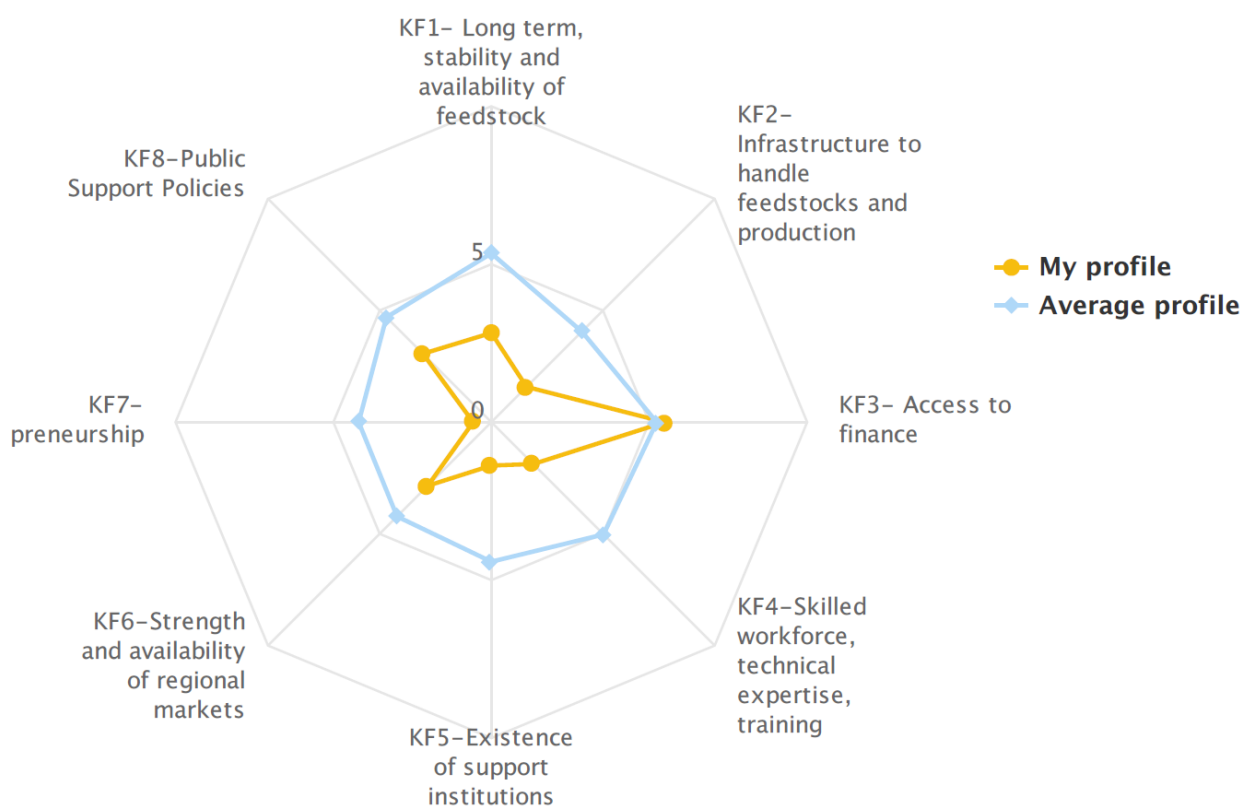 KF1- Long term,
stability and
availability of
feedstock
KF2-
Infrastructure to
handle
feedstocks and
production
KF8-Public
Support Policies
5
My profile
Average profile
0
KF7-
preneurship
KF3- Access to
finance
KF6-Strength
and availability
of regional
markets
KF4-Skilled
workforce,
technical
expertise,
training
KF5-Existence
of support
institutions